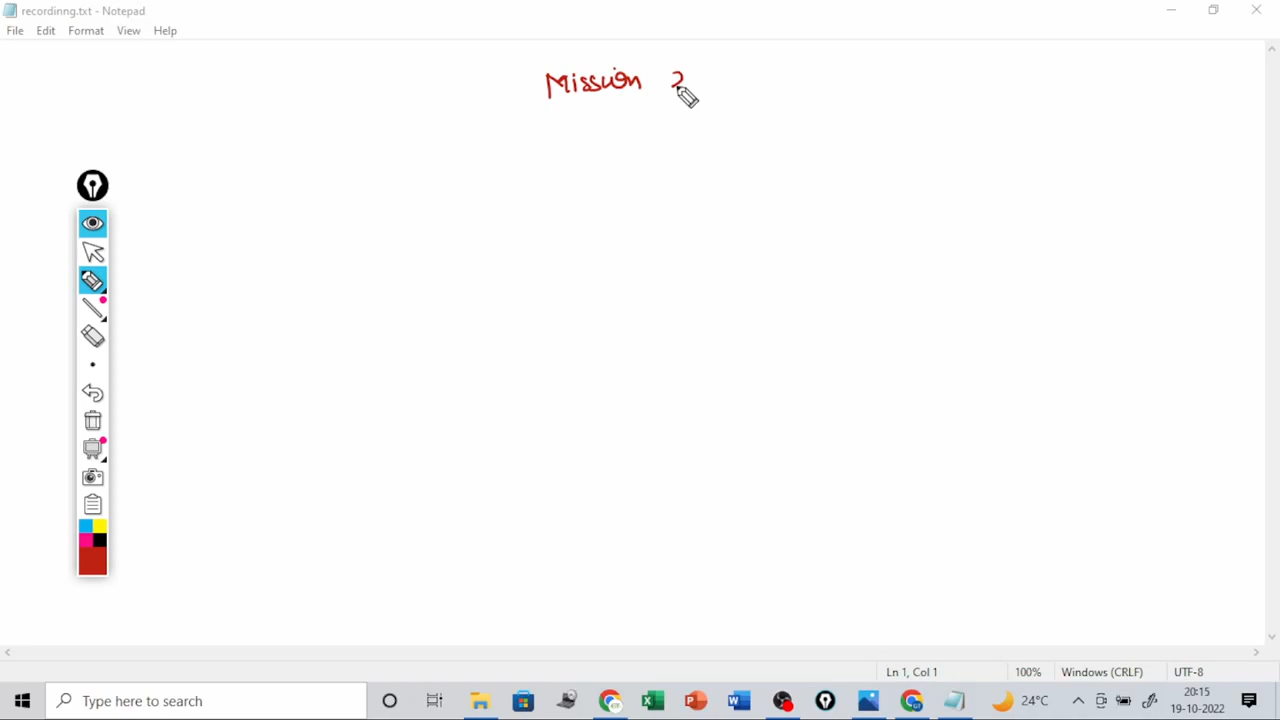 recordinng.txt - Notepad
File Edit Format View Help
Mission 2
Ln 1, Col 1 100% Windows (CRLF) UTF-8
Type here to search
24°C
20:15
19-10-2022